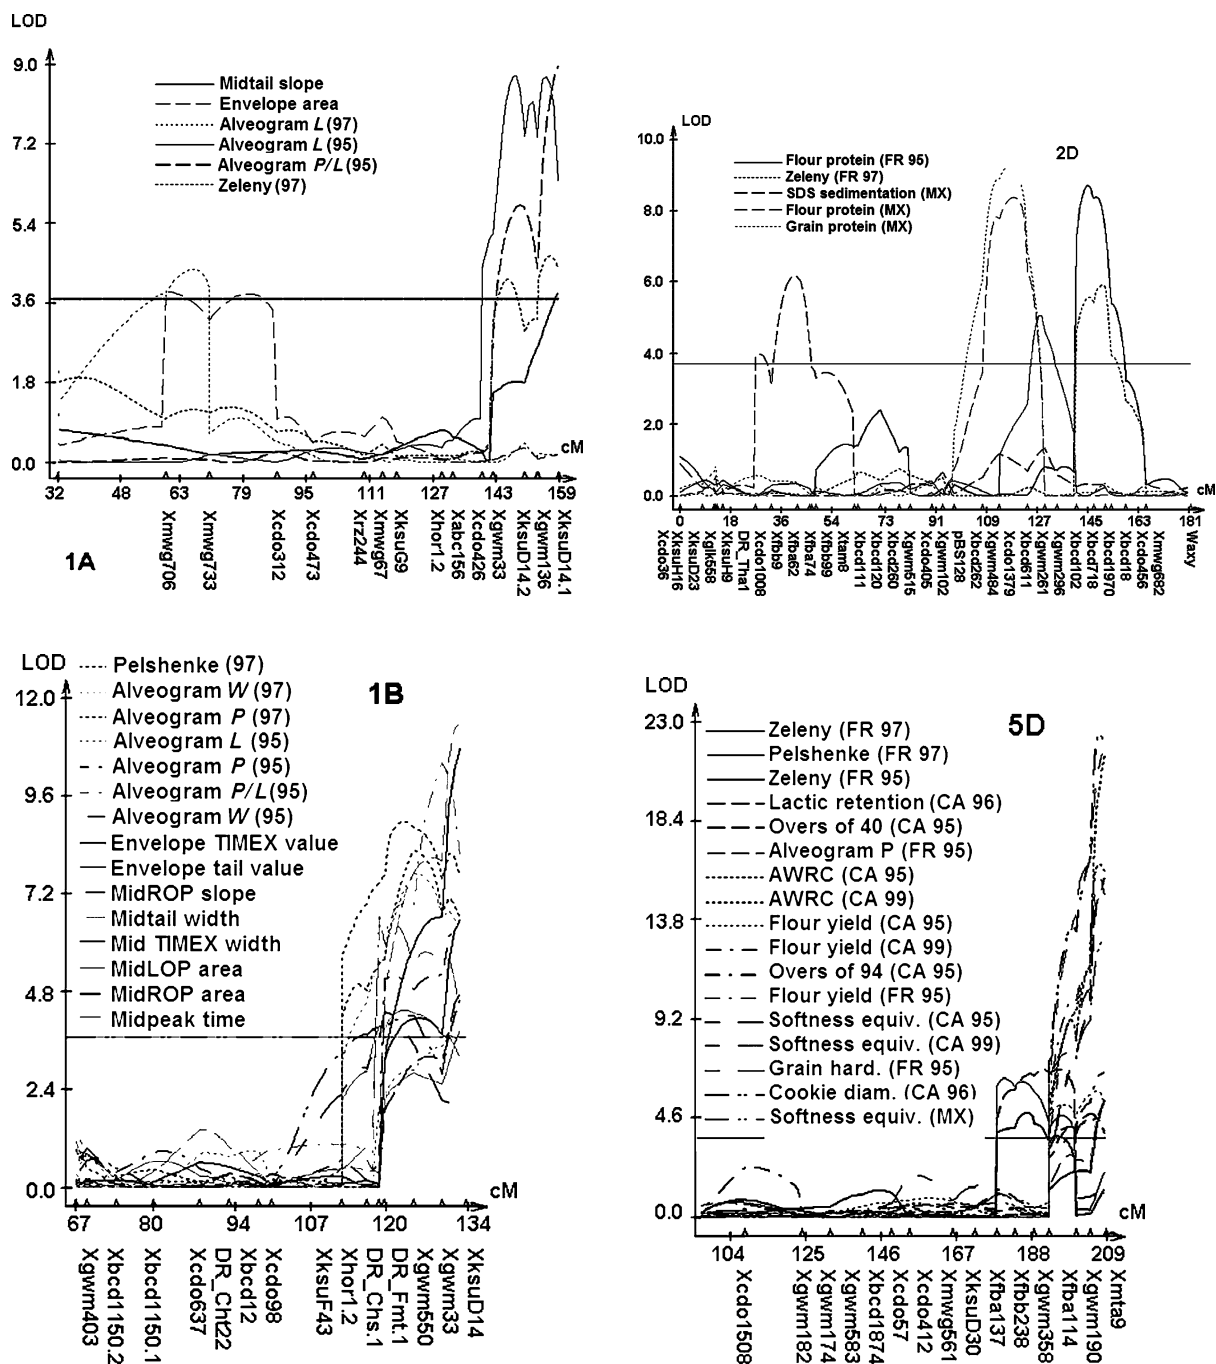 LOD
9.0
7.2
5.4
3.6
1.8
0.0
Midtail slope
Envelope area
Alveogram L (97)
Alveogram L (95)
Alveogram P/L (95)
Zeleny (97)
cM
32 48 63 79 95 111 127 143 159
Xmwg706
Xmwg733
Xcdo312
Xcdo473
Xrz244
Xmwg67
XksuG9
Xhor1.2
Xabc156
Xcdo426
Xgwm33
XksuD14.2
Xgwm136
XksuD14.1
1A
LOD
10.0
8.0
6.0
4.0
2.0
0.0
2D
Flour protein (FR 95)
Zeleny (FR 97)
SDS sedimentation (MX)
Flour protein (MX)
Grain protein (MX)
cM
0 18 36 54 73 91 109 127 145 163 181
Xcdo36
XksuH16
XksuD23
Xglk558
XksuH9
DR_Tha1
Xcdo1008
Xfbb9
Xfba62
Xfba74
Xfbb99
Xtam8
Xbcd111
Xbcd120
Xbcd260
Xgwm515
Xcdo405
Xgwm102
pBS128
Xbcd262
Xgwm484
Xcdo1379
Xbcd611
Xgwm261
Xgwm296
Xbcd102
Xbcd718
Xbcd1970
Xbcd18
Xcdo456
Xmwg682
Waxy
LOD
12.0
9.6
7.2
4.8
2.4
0.0
1B
Pelshenke (97)
Alveogram W (97)
Alveogram P (97)
Alveogram L (95)
Alveogram P (95)
Alveogram P/L (95)
Alveogram W (95)
Envelope TIMEX value
Envelope tail value
MidROP slope
Midtail width
Mid TIMEX width
MidLOP area
MidROP area
Midpeak time
cM
67 80 94 107 120 134
Xgwm403
Xbcd1150.2
Xbcd1150.1
Xcdo637
DR_Cht22
Xbcd12
Xcdo98
XksuF43
Xhor1.2
DR_Chs.1
DR_Fmt.1
Xgwm550
Xgwm33
XksuD14
LOD
23.0
18.4
13.8
9.2
4.6
0.0
5D
Zeleny (FR 97)
Pelshenke (FR 97)
Zeleny (FR 95)
Lactic retention (CA 96)
Overs of 40 (CA 95)
Alveogram P (FR 95)
AWRC (CA 95)
AWRC (CA 99)
Flour yield (CA 95)
Flour yield (CA 99)
Overs of 94 (CA 95)
Flour yield (FR 95)
Softness equiv. (CA 95)
Softness equiv. (CA 99)
Grain hard. (FR 95)
Cookie diam. (CA 96)
Softness equiv. (MX)
cM
104 125 146 167 188 209
Xcdo1508
Xgwm182
Xgwm174
Xgwm583
Xbcd1874
Xcdo57
Xcdo412
Xmwg561
XksuD30
Xfba137
Xfbb238
Xgwm358
Xfba114
Xgwm190
Xmta9